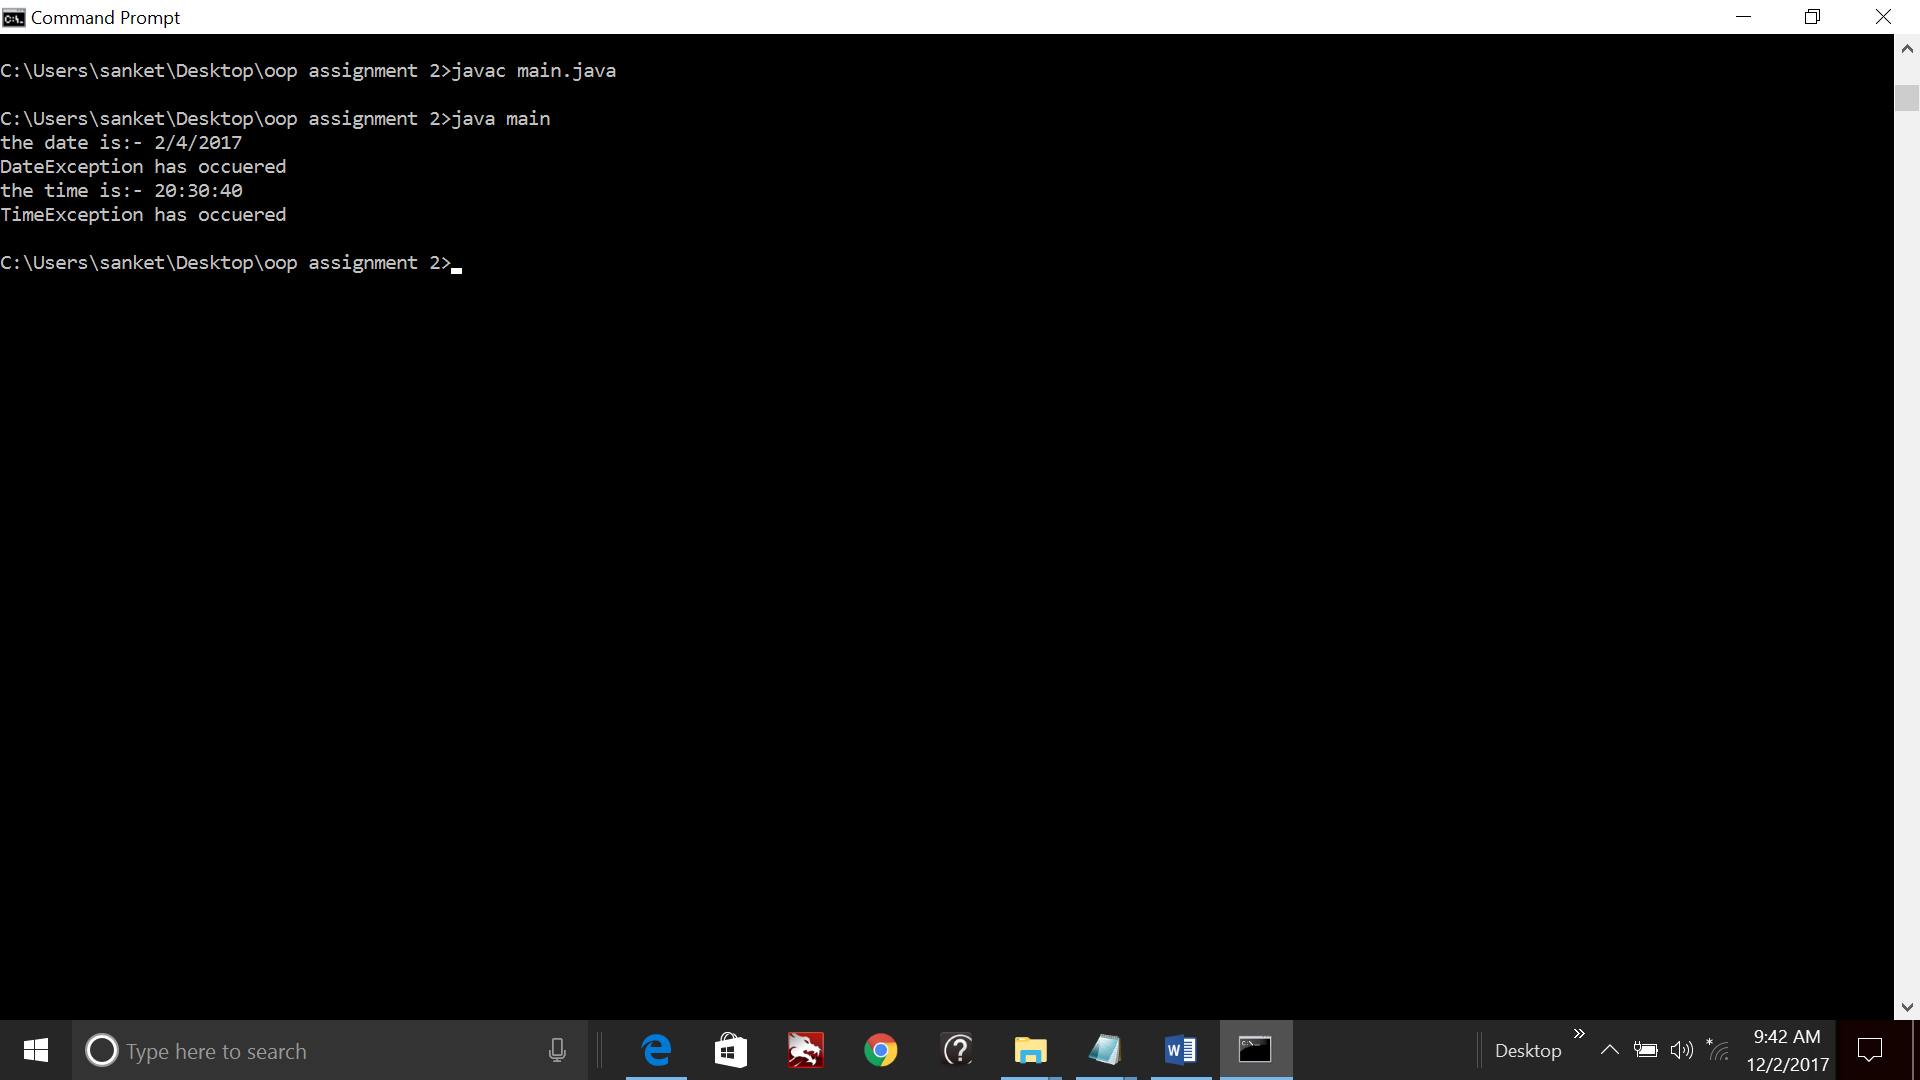 Command Prompt
C:\Users\sanket\Desktop\oop assignment 2>javac main.java
C:\Users\sanket\Desktop\oop assignment 2>java main
the date is:- 2/4/2017
DateException has occuered
the time is:- 20:30:40
TimeException has occuered
C:\Users\sanket\Desktop\oop assignment 2>
Type here to search
Desktop
9:42 AM
12/2/2017